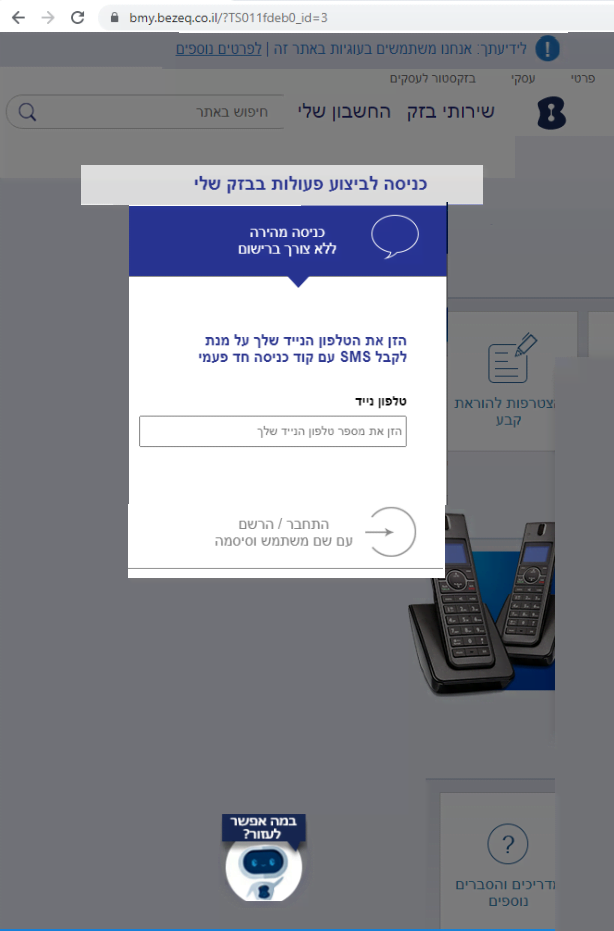 bmy.bezeq.co.il/?TS011fdeb0_id=3
לידיעתך: אנחנו משתמשים בעוגיות באתר זה | לפרטים נוספים
פרטי עסקי בזקסטור לעסקים
שירותי בזק החשבון שלי חיפוש באתר
כניסה לביצוע פעולות בבזק שלי
כניסה מהירה
ללא צורך ברישום
הזן את הטלפון הנייד שלך על מנת
לקבל SMS עם קוד כניסה חד פעמי
טלפון נייד
הזן את מספר טלפון הנייד שלך
התחבר / הרשם
עם שם משתמש וסיסמה
הצטרפות להוראת
קבע
במה אפשר
לעזור?
מדריכים והסברים
נוספים